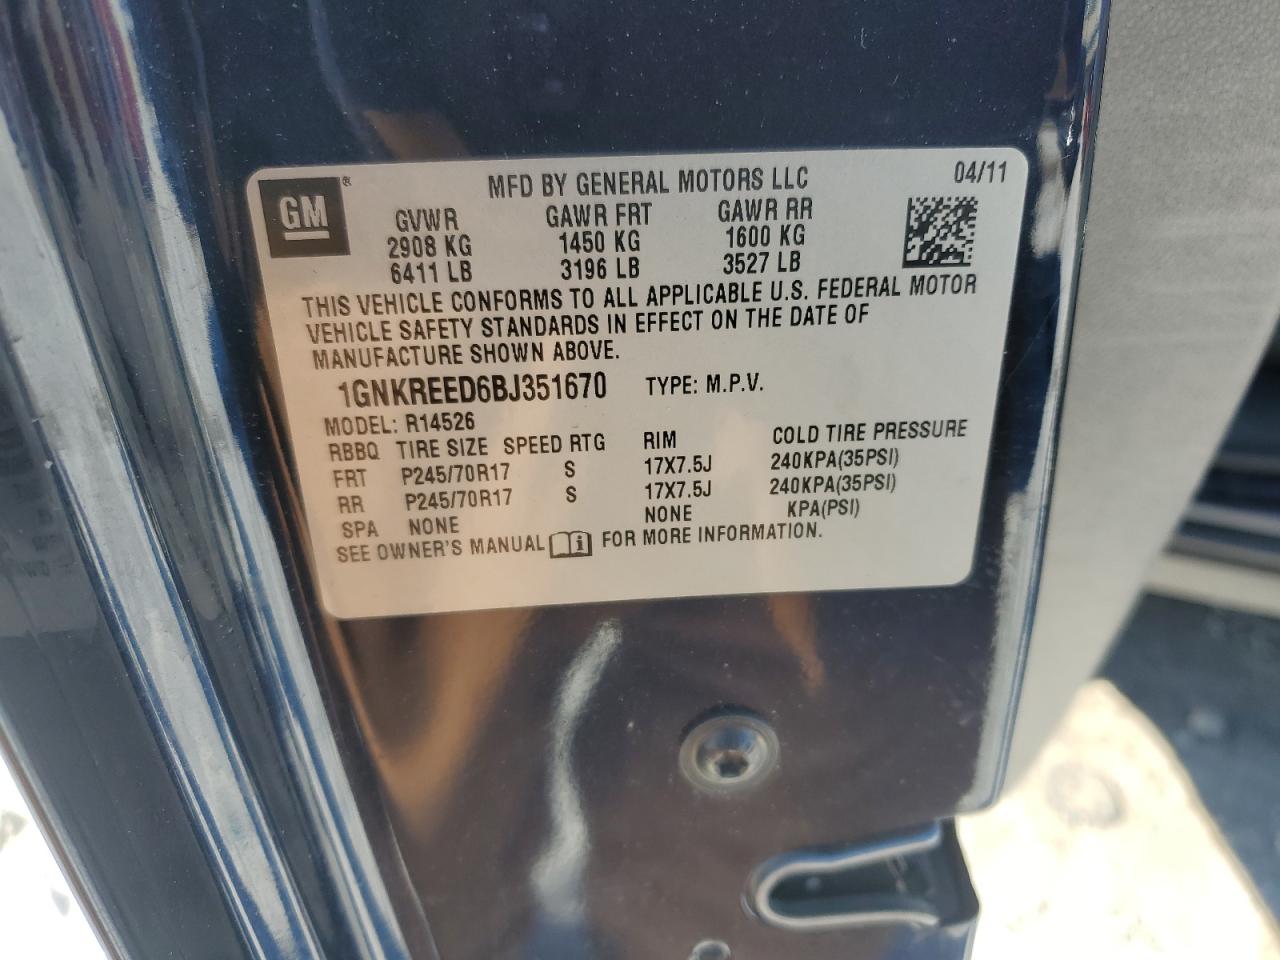 GM ®
MFD BY GENERAL MOTORS LLC 04/11
GVWR GAWR FRT GAWR RR
2908 KG 1450 KG 1600 KG
6411 LB 3196 LB 3527 LB
THIS VEHICLE CONFORMS TO ALL APPLICABLE U.S. FEDERAL MOTOR
VEHICLE SAFETY STANDARDS IN EFFECT ON THE DATE OF
MANUFACTURE SHOWN ABOVE.
1GNKREED6BJ351670 TYPE: M.P.V.
MODEL: R14526
RBBQ TIRE SIZE SPEED RTG RIM COLD TIRE PRESSURE
FRT P245/70R17 S 17X7.5J 240KPA(35PSI)
RR P245/70R17 S 17X7.5J 240KPA(35PSI)
SPA NONE NONE KPA(PSI)
SEE OWNER'S MANUAL FOR MORE INFORMATION.